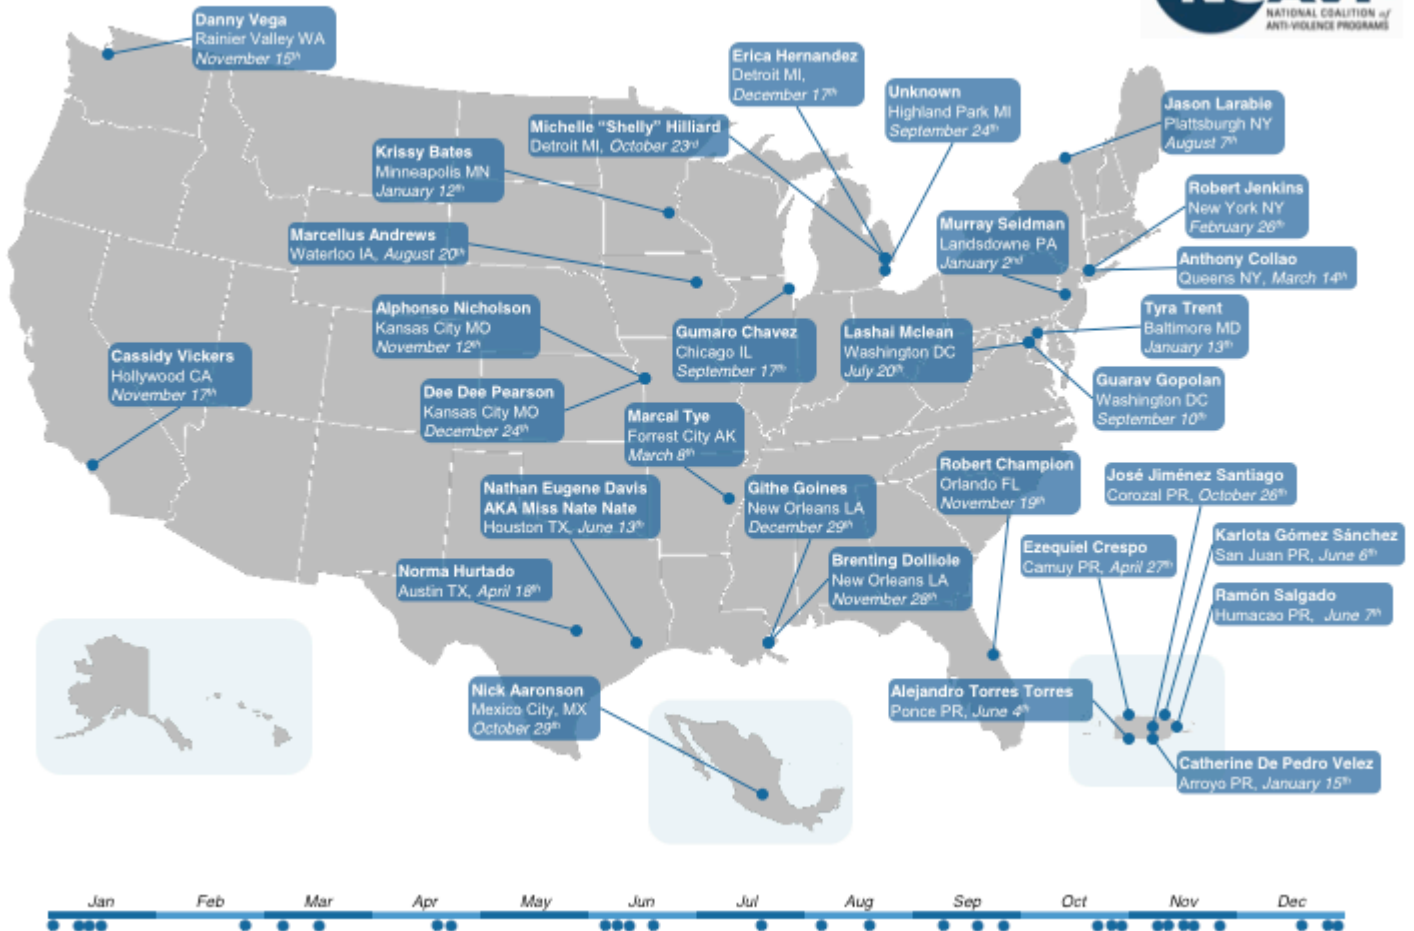 NATIONAL COALITION of
ANTI-VIOLENCE PROGRAMS
Danny Vega
Rainier Valley WA
November 15th
Erica Hernandez
Detroit MI,
December 17th
Unknown
Highland Park MI
September 24th
Jason Larabie
Plattsburgh NY
August 7th
Michelle “Shelly” Hilliard
Detroit MI, October 23rd
Krissy Bates
Minneapolis MN
January 12th
Robert Jenkins
New York NY
February 26th
Murray Seidman
Landsdowne PA
January 2nd
Marcellus Andrews
Waterloo IA, August 20th
Anthony Collao
Queens NY, March 14th
Alphonso Nicholson
Kansas City MO
November 12th
Tyra Trent
Baltimore MD
January 13th
Gumaro Chavez
Chicago IL
September 17th
Lashai Mclean
Washington DC
July 20th
Cassidy Vickers
Hollywood CA
November 17th
Guarav Gopolan
Washington DC
September 10th
Dee Dee Pearson
Kansas City MO
December 24th
Marcal Tye
Forrest City AK
March 8th
Robert Champion
Orlando FL
November 19th
José Jiménez Santiago
Corozal PR, October 26th
Nathan Eugene Davis
AKA Miss Nate Nate
Houston TX, June 13th
Githe Goines
New Orleans LA
December 29th
Karlota Gómez Sánchez
San Juan PR, June 6th
Ezequiel Crespo
Camuy PR, April 27th
Brenting Dolliole
New Orleans LA
November 28th
Norma Hurtado
Austin TX, April 18th
Ramón Salgado
Humacao PR, June 7th
Nick Aaronson
Mexico City, MX
October 29th
Alejandro Torres Torres
Ponce PR, June 4th
Catherine De Pedro Velez
Arroyo PR, January 15th
Jan Feb Mar Apr May Jun Jul Aug Sep Oct Nov Dec